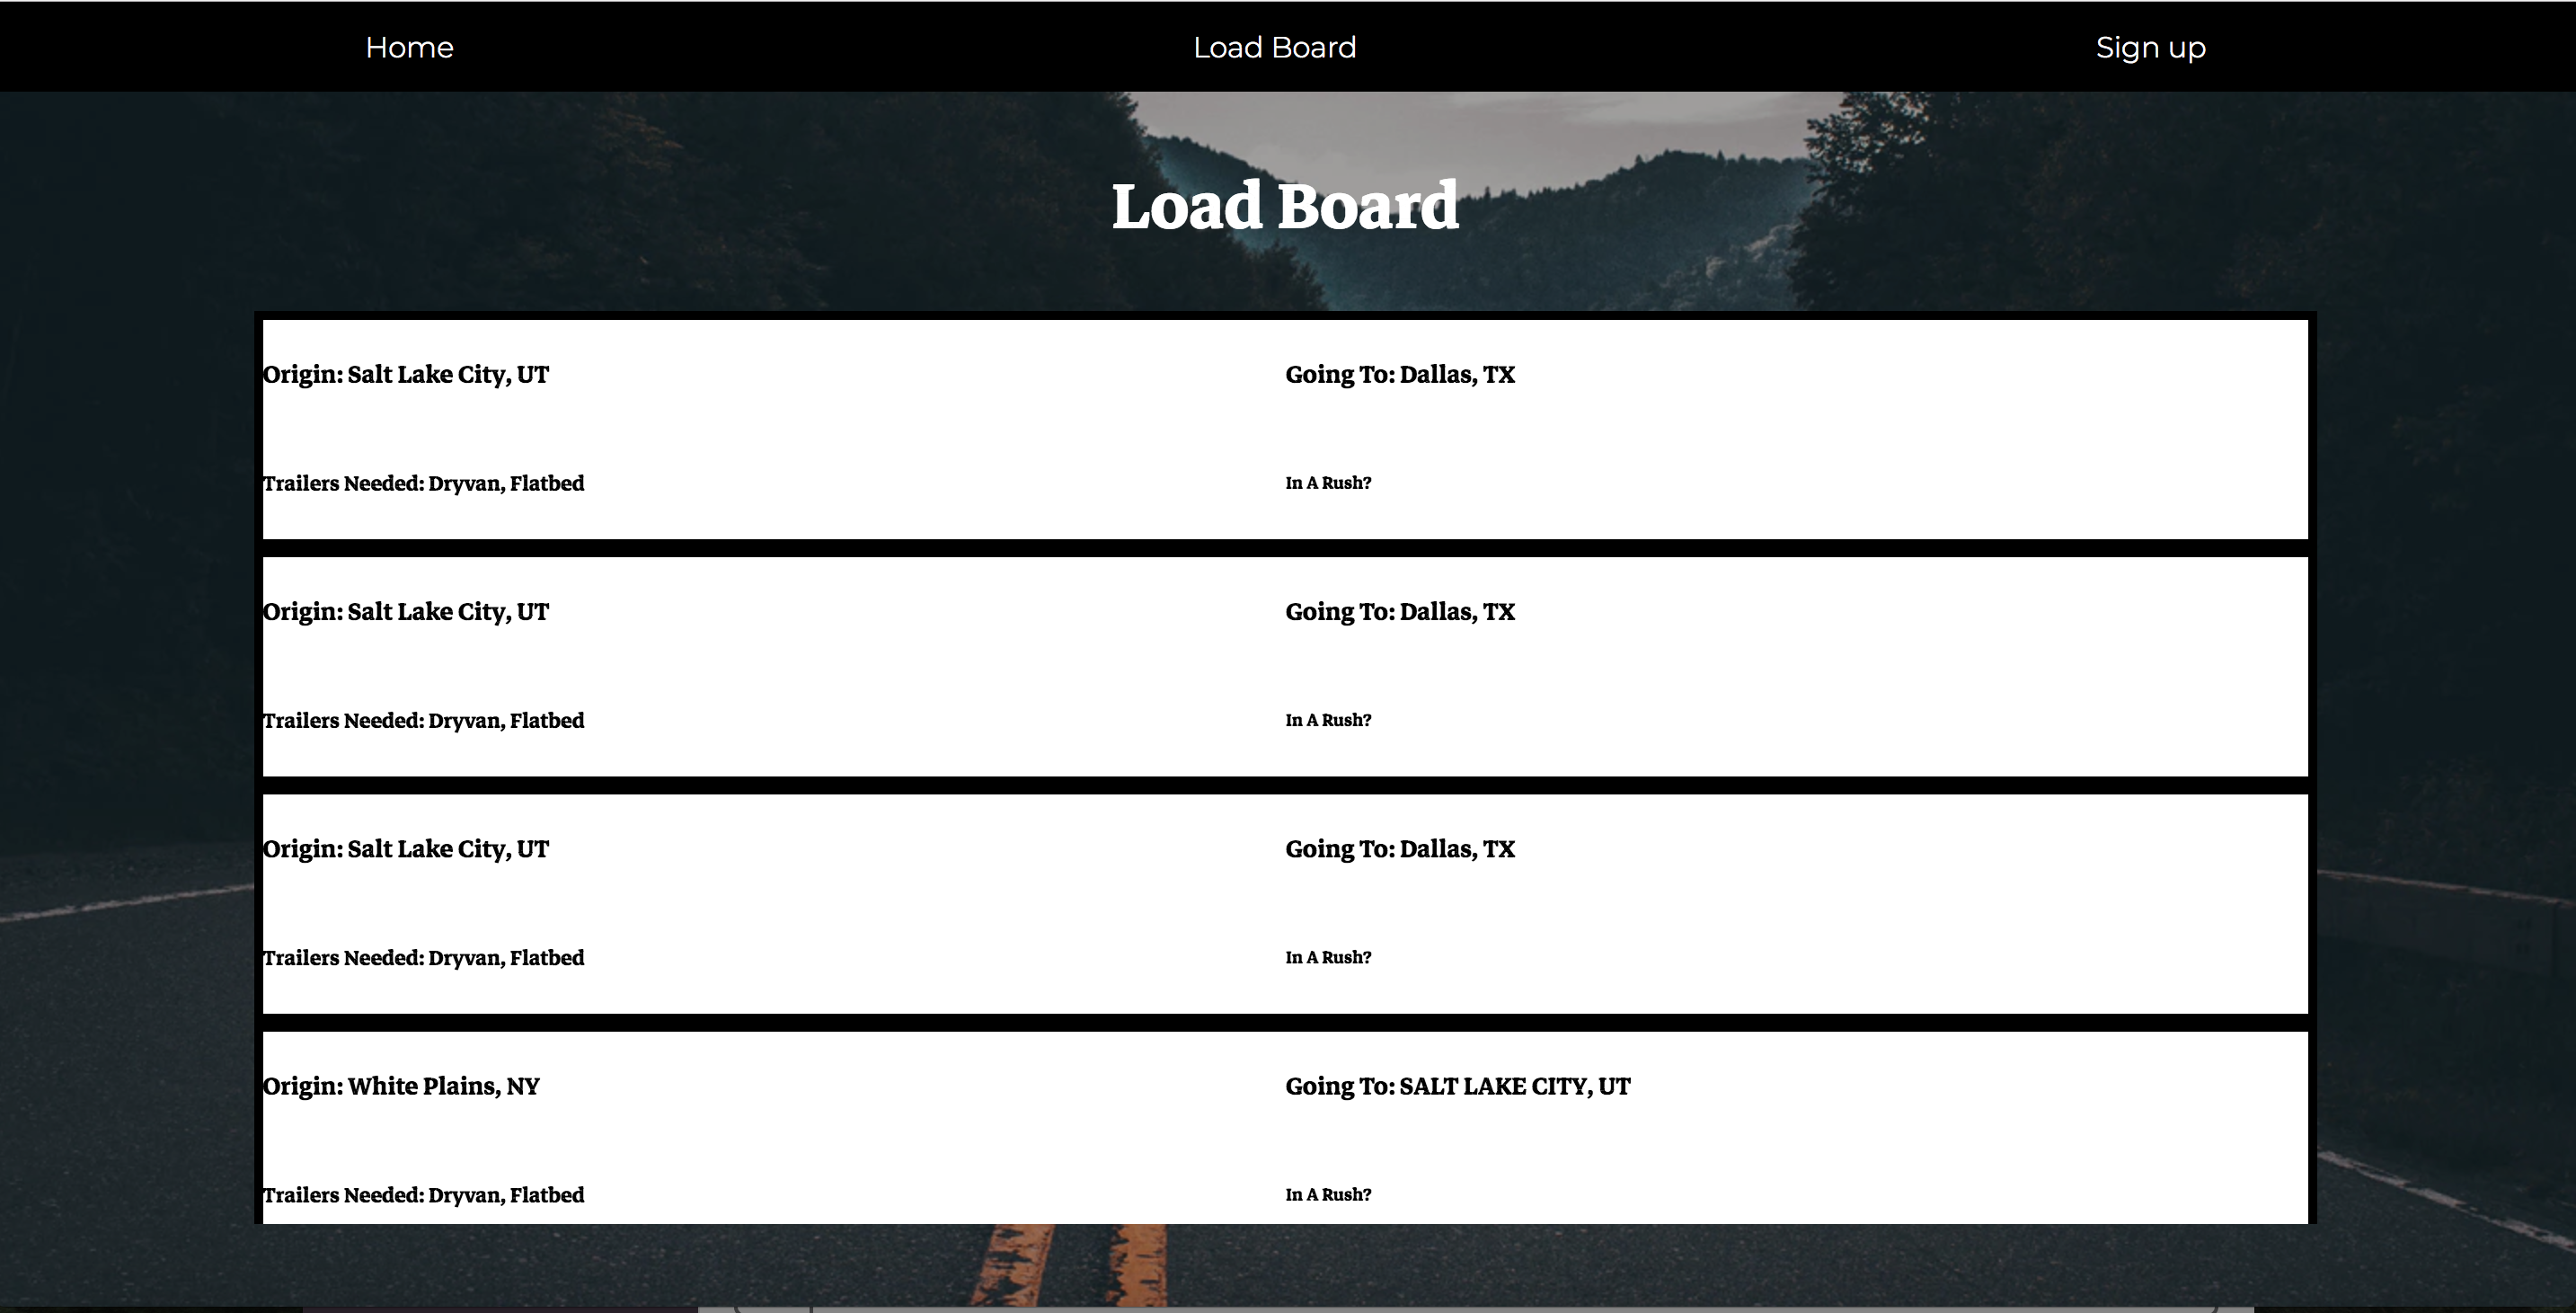 Home Load Board Sign up
Load Board
Origin: Salt Lake City, UT Going To: Dallas, TX
Trailers Needed: Dryvan, Flatbed In A Rush?
Origin: Salt Lake City, UT Going To: Dallas, TX
Trailers Needed: Dryvan, Flatbed In A Rush?
Origin: Salt Lake City, UT Going To: Dallas, TX
Trailers Needed: Dryvan, Flatbed In A Rush?
Origin: White Plains, NY Going To: SALT LAKE CITY, UT
Trailers Needed: Dryvan, Flatbed In A Rush?